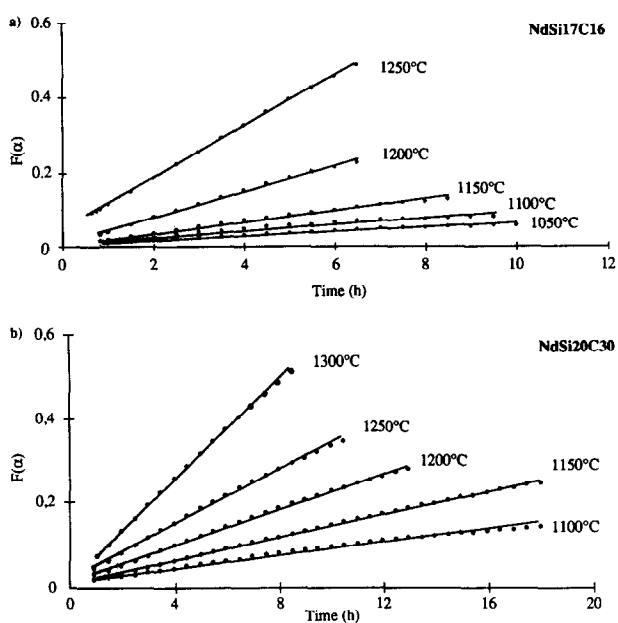 a)
NdSi17C16
0.6
0.4
0.2
0
F(α)
1250°C
1200°C
1150°C
1100°C
1050°C
0 2 4 6 8 10 12
Time (h)
b)
NdSi20C30
0,6
0,4
0,2
0
F(α)
1300°C
1250°C
1200°C
1150°C
1100°C
0 4 8 12 16 20
Time (h)